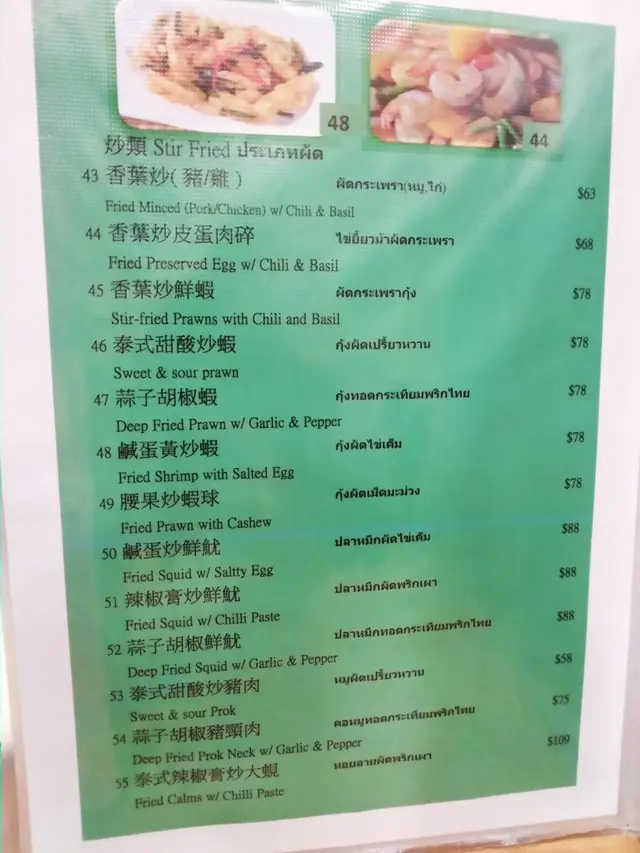 48
44
炒類 Stir Fried ประเภทผัด
43 香葉炒( 豬/雞 ) ผัดกระเพรา(หมู,ไก่) $63
Fried Minced (Pork/Chicken) w/ Chili & Basil
44 香葉炒皮蛋肉碎 ไข่ยี่ยวม้าผัดกระเพรา $68
Fried Preserved Egg w/ Chili & Basil
45 香葉炒鮮蝦 ผัดกระเพรากุ้ง $78
Stir-fried Prawns with Chili and Basil
46 泰式甜酸炒蝦 กุ้งผัดเปรี้ยวหวาน $78
Sweet & sour prawn
47 蒜子胡椒蝦 กุ้งทอดกระเทียมพริกไทย $78
Deep Fried Prawn w/ Garlic & Pepper
48 鹹蛋黃炒蝦 กุ้งผัดไข่เค็ม $78
Fried Shrimp with Salted Egg
49 腰果炒蝦球 กุ้งผัดเม็ดมะม่วง $78
Fried Prawn with Cashew
50 鹹蛋炒鮮魷 ปลาหมึกผัดไข่เค็ม $88
Fried Squid w/ Saltty Egg
51 辣椒膏炒鮮魷 ปลาหมึกผัดพริกเผา $88
Fried Squid w/ Chilli Paste
52 蒜子胡椒鮮魷 ปลาหมึกทอดกระเทียมพริกไทย $88
Deep Fried Squid w/ Garlic & Pepper
53 泰式甜酸炒豬肉 หมูผัดเปรี้ยวหวาน $58
Sweet & sour Prok
54 蒜子胡椒豬頸肉 คอหมูทอดกระเทียมพริกไทย $75
Deep Fried Prok Neck w/ Garlic & Pepper
55 泰式辣椒膏炒大蜆 หอยลายผัดพริกเผา $109
Fried Calms w/ Chilli Paste